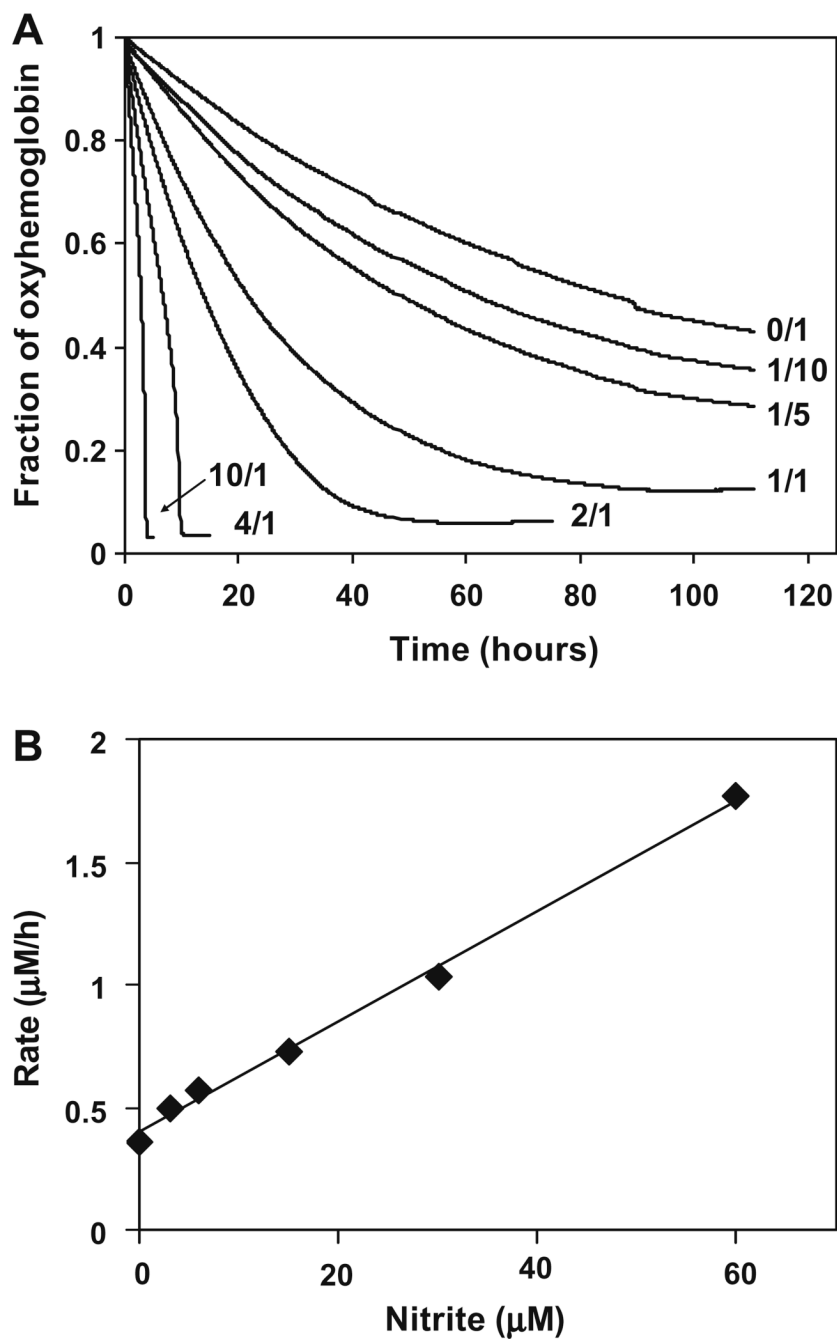 A
Fraction of oxyhemoglobin
1
0.8
0.6
0.4
0.2
0
0/1
1/10
1/5
1/1
2/1
10/1
4/1
0 20 40 60 80 100 120
Time (hours)
B
Rate (μM/h)
2
1.5
1
0.5
0
0 20 40 60
Nitrite (μM)